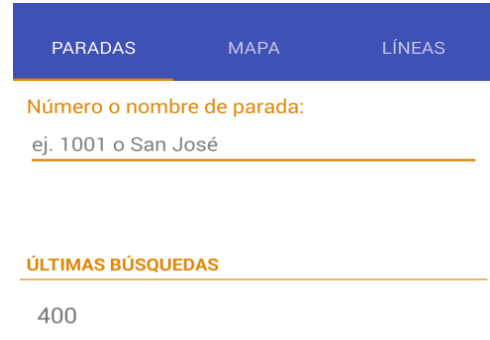 PARADAS MAPA LÍNEAS
Número o nombre de parada:
ej. 1001 o San José
ÚLTIMAS BÚSQUEDAS
400